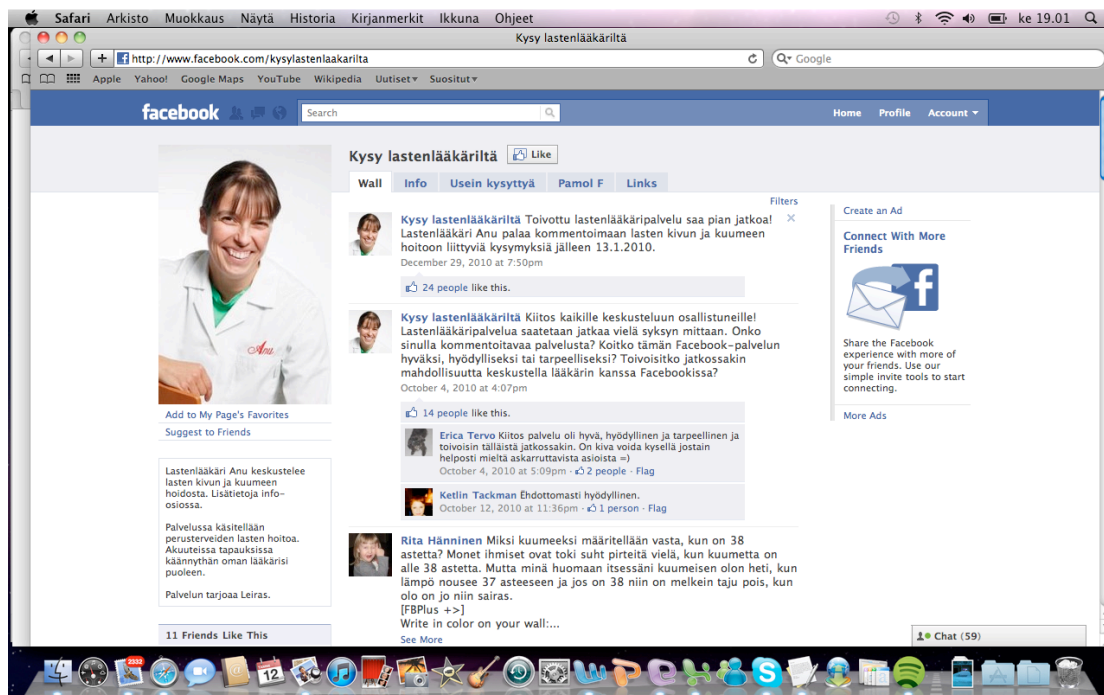 Safari Arkisto Muokkaus Näytä Historia Kirjanmerkit Ikkuna Ohjeet ke 19.01
Kysy lastenlääkäriltä
http://www.facebook.com/kysylastenlaakarilta
Google
Apple Yahoo! Google Maps YouTube Wikipedia Uutiset Suositut
facebook Search Home Profile Account
Kysy lastenlääkäriltä Like
Wall Info Usein kysyttyä Pamol F Links
Filters
Kysy lastenlääkäriltä Toivottu lastenlääkäripalvelu saa pian jatkoa!
Lastenlääkäri Anu palaa kommentoimaan lasten kivun ja kuumeen
hoitoon liittyviä kysymyksiä jälleen 13.1.2010.
December 29, 2010 at 7:50pm
24 people like this.
Kysy lastenlääkäriltä Kiitos kaikille keskusteluun osallistuneille!
Lastenlääkäripalvelua saatetaan jatkaa vielä syksyn mittaan. Onko
sinulla kommentoitavaa palvelusta? Koitko tämän Facebook-palvelun
hyväksi, hyödylliseksi tai tarpeelliseksi? Toivoisitko jatkossakin
mahdollisuutta keskustella lääkärin kanssa Facebookissa?
October 4, 2010 at 4:07pm
14 people like this.
Erica Tervo Kiitos palvelu oli hyvä, hyödyllinen ja tarpeellinen ja
toivoisin tälläistä jatkossakin. On kiva voida kysellä jostain
helposti mieltä askarruttavista asioista =)
October 4, 2010 at 5:09pm · 2 people · Flag
Ketlin Tackman Ehdottomasti hyödyllinen.
October 12, 2010 at 11:36pm · 1 person · Flag
Rita Hänninen Miksi kuumeeksi määritellään vasta, kun on 38
astetta? Monet ihmiset ovat toki suht pirteitä vielä, kun kuumetta on
alle 38 astetta. Mutta minä huomaan itsessäni kuumeisen olon heti, kun
lämpö nousee 37 asteeseen ja jos on 38 niin on melkein taju pois, kun
olo on jo niin sairas.
[FBPlus +>]
Write in color on your wall:...
See More
Anu
Add to My Page's Favorites
Suggest to Friends
Lastenlääkäri Anu keskustelee
lasten kivun ja kuumeen
hoidosta. Lisätietoja info-
osiossa.
Palvelussa käsitellään
perusterveiden lasten hoitoa.
Akuuteissa tapauksissa
käännythän oman lääkärisi
puoleen.
Palvelun tarjoaa Leiras.
11 Friends Like This
Create an Ad
Connect With More
Friends
Share the Facebook
experience with more of
your friends. Use our
simple invite tools to start
connecting.
More Ads
Chat (59)
2332
12